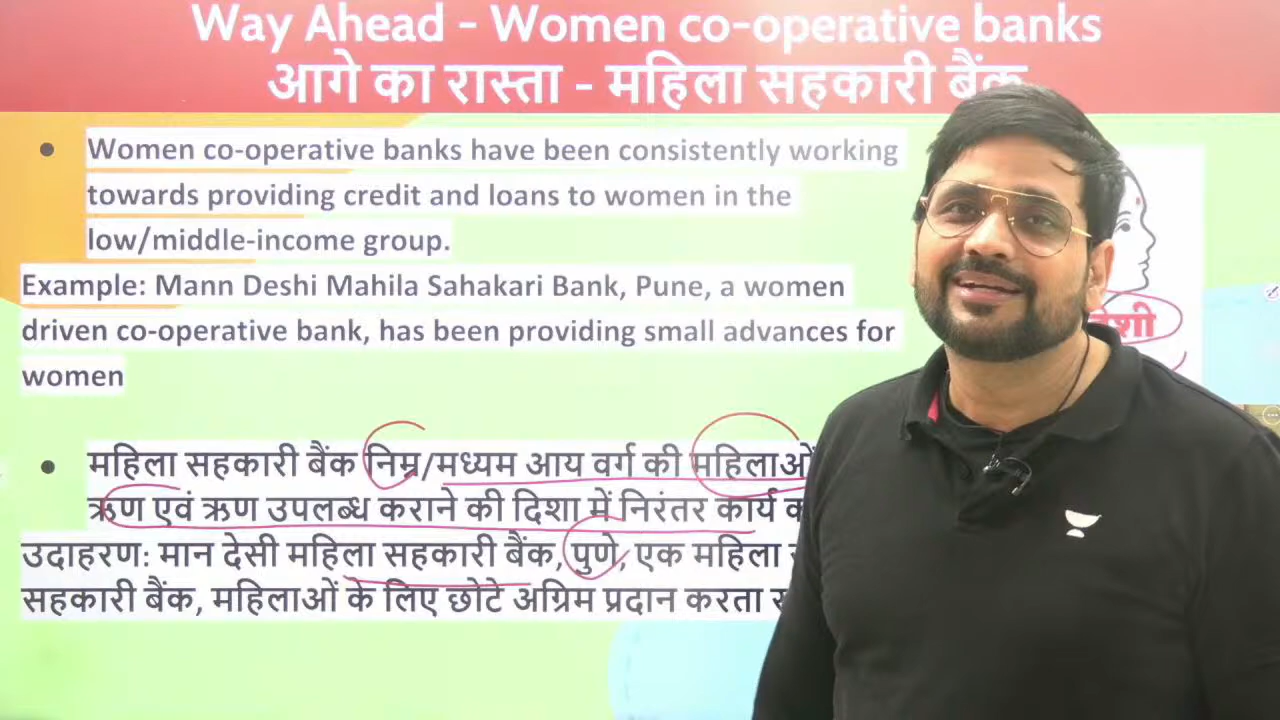 Way Ahead - Women co-operative banks
आगे का रास्ता - महिला सहकारी बैंक
Women co-operative banks have been consistently working
towards providing credit and loans to women in the
low/middle-income group.
Example: Mann Deshi Mahila Sahakari Bank, Pune, a women
driven co-operative bank, has been providing small advances for
women
महिला सहकारी बैंक निम्न/मध्यम आय वर्ग की महिलाओं
ऋण एवं ऋण उपलब्ध कराने की दिशा में निरंतर कार्य
उदाहरण: मान देसी महिला सहकारी बैंक, पुणे, एक महिला
सहकारी बैंक, महिलाओं के लिए छोटे अग्रिम प्रदान करता